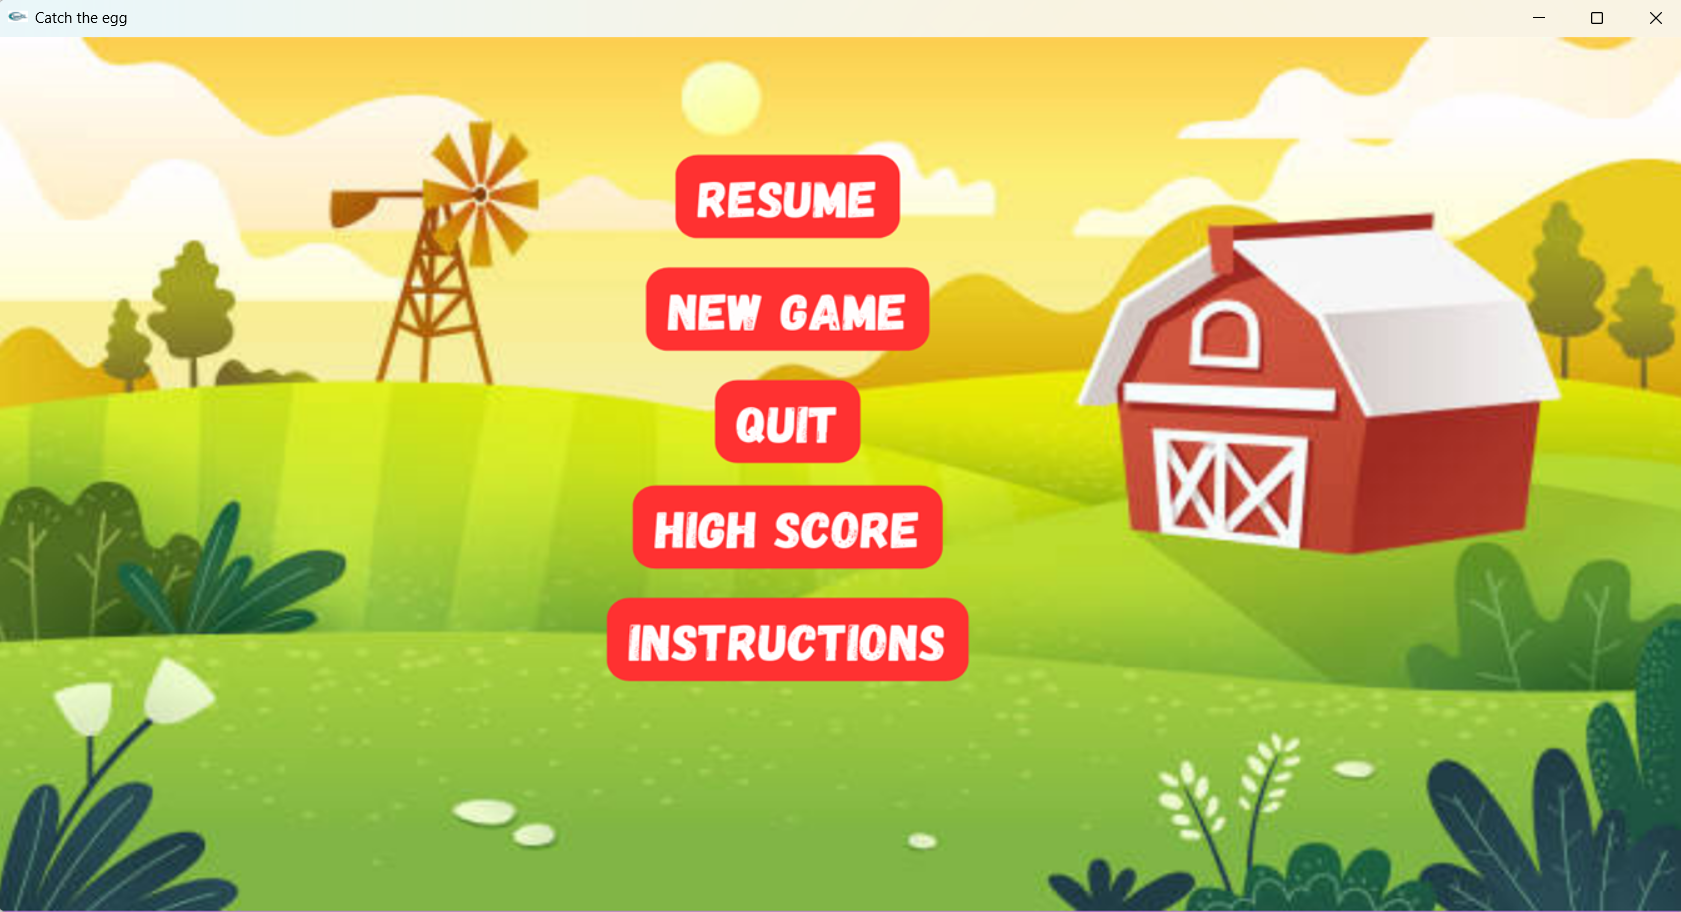 Catch the egg
RESUME
NEW GAME
QUIT
HIGH SCORE
INSTRUCTIONS